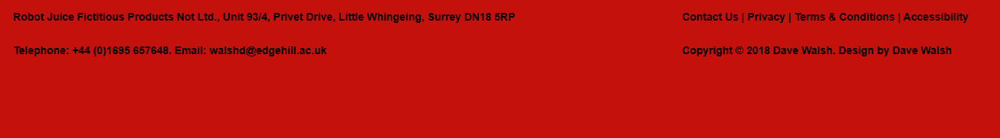 Robot Juice Fictitious Products Not Ltd., Unit 93/4, Privet Drive, Little Whingeing, Surrey DN18 5RP
Telephone: +44 (0)1695 657648. Email: walshd@edgehill.ac.uk
Contact Us | Privacy | Terms & Conditions | Accessibility
Copyright © 2018 Dave Walsh. Design by Dave Walsh